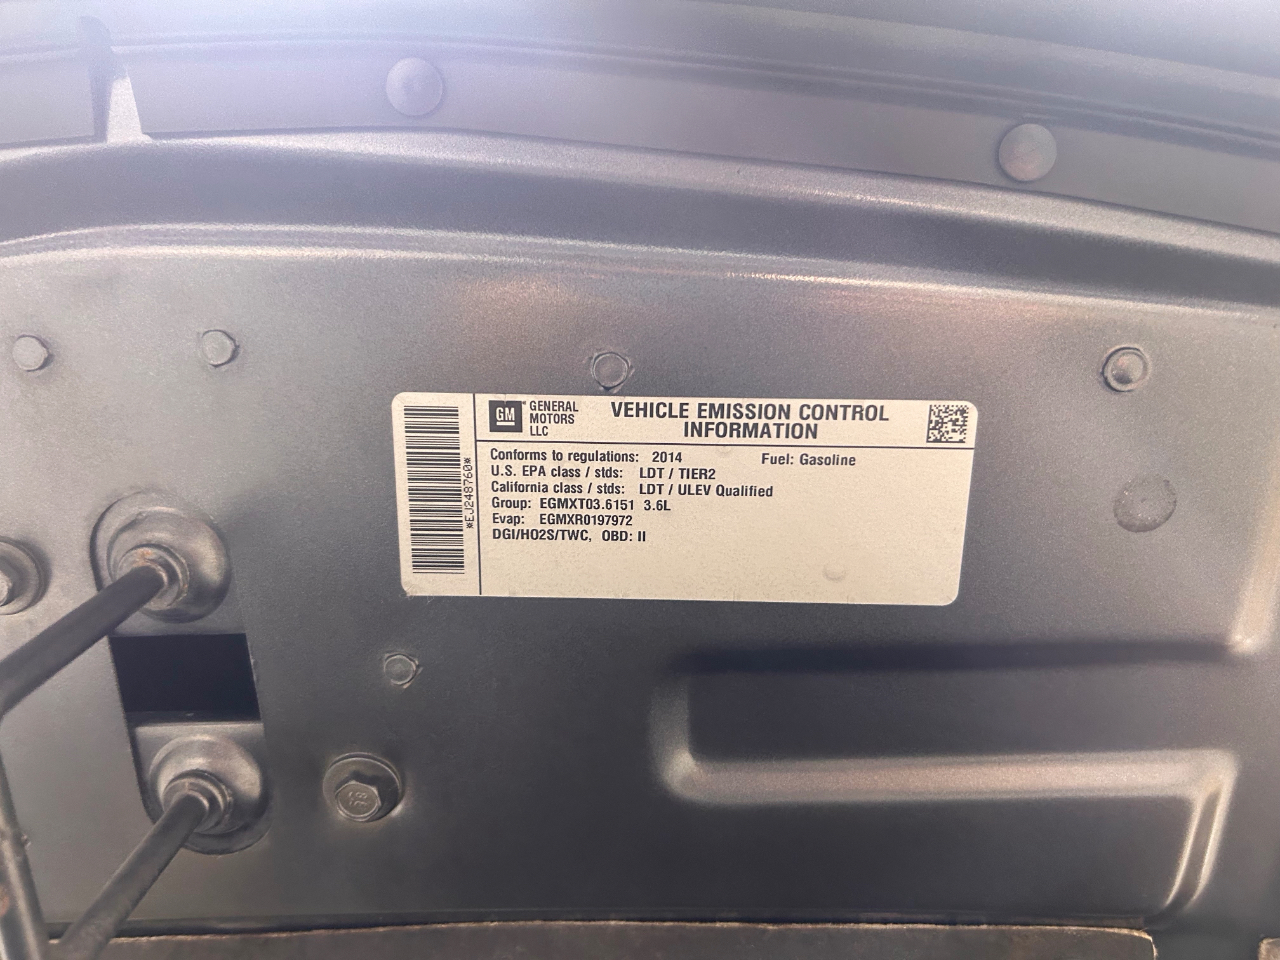 GM
GENERAL
MOTORS
LLC
VEHICLE EMISSION CONTROL
INFORMATION
Conforms to regulations: 2014 Fuel: Gasoline
U.S. EPA class / stds: LDT / TIER2
California class / stds: LDT / ULEV Qualified
Group: EGMXT03.6151 3.6L
Evap: EGMXR0197972
DGI/HO2S/TWC, OBD: II
*EJ248760*